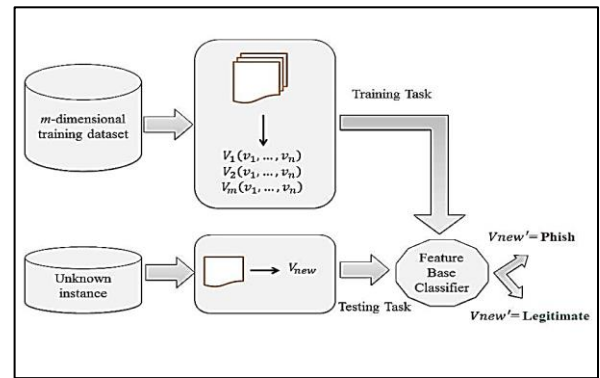 m-dimensional
training dataset
V₁(v₁, …, vₙ)
V₂(v₁, …, vₙ)
Vₘ(v₁, …, vₙ)
Training Task
Unknown
instance
Vₙₑw
Testing Task
Feature
Base
Classifier
Vnew'= Phish
Vnew'= Legitimate